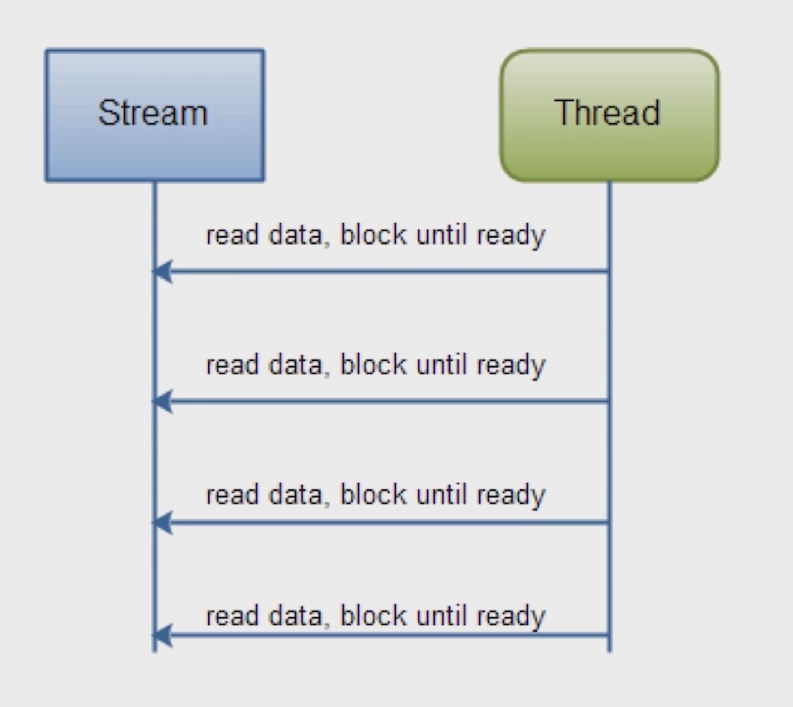 Stream
Thread
read data, block until ready
read data, block until ready
read data, block until ready
read data, block until ready